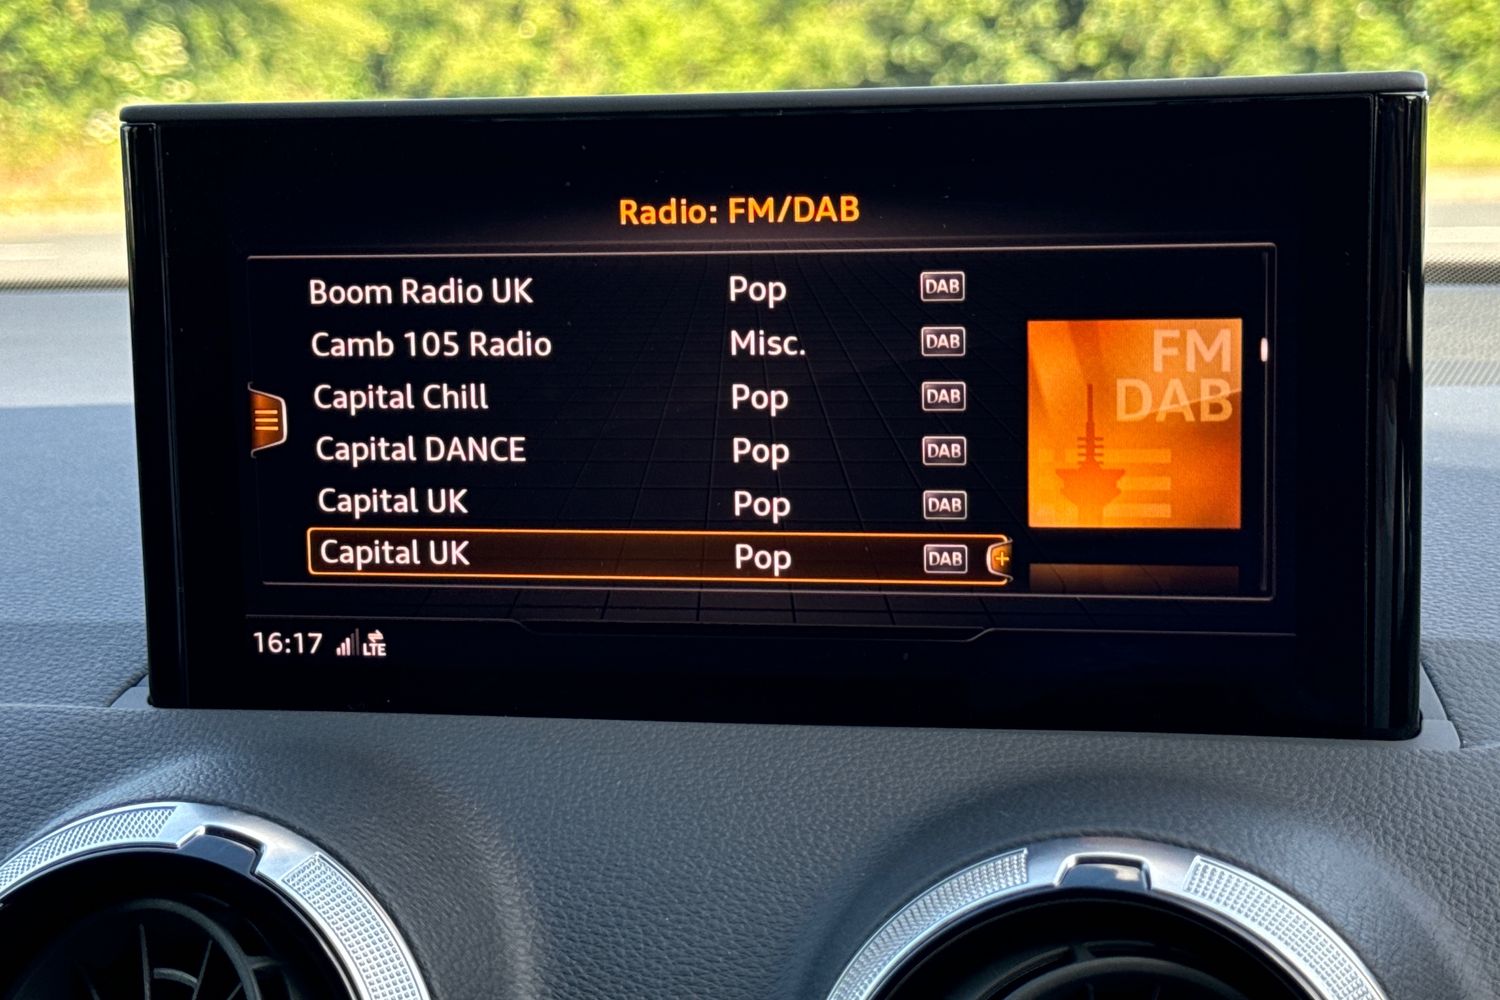 Radio: FM/DAB
Boom Radio UK Pop DAB
Camb 105 Radio Misc. DAB
Capital Chill Pop DAB
Capital DANCE Pop DAB
Capital UK Pop DAB
Capital UK Pop DAB
FM
DAB
16:17 LTE